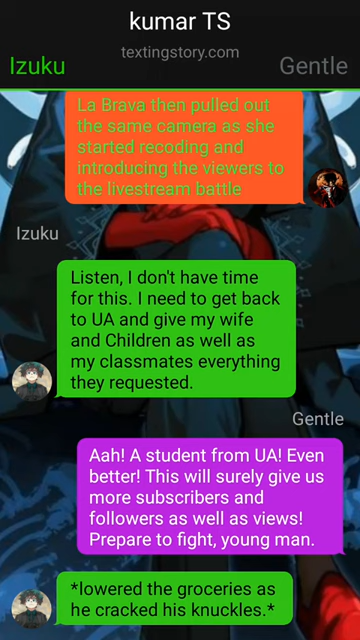 kumar TS
textingstory.com
Izuku
Gentle
La Brava then pulled out
the same camera as she
started recoding and
introducing the viewers to
the livestream battle
Izuku
Listen, I don't have time
for this. I need to get back
to UA and give my wife
and Children as well as
my classmates everything
they requested.
Gentle
Aah! A student from UA! Even
better! This will surely give us
more subscribers and
followers as well as views!
Prepare to fight, young man.
*lowered the groceries as
he cracked his knuckles.*